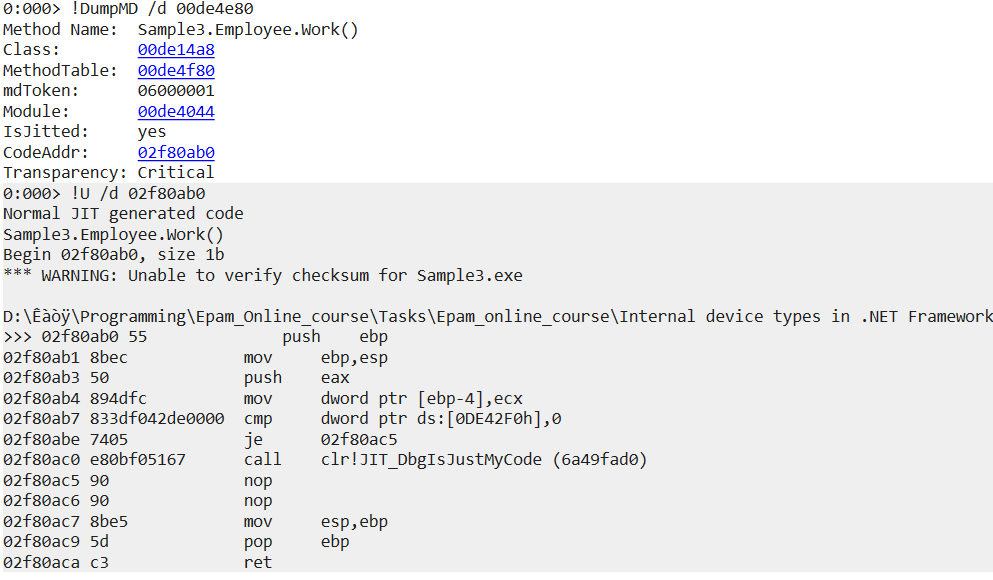 0:000> !DumpMD /d 00de4e80
Method Name:  Sample3.Employee.Work()
Class:        00de14a8
MethodTable:  00de4f80
mdToken:      06000001
Module:       00de4044
IsJitted:     yes
CodeAddr:     02f80ab0
Transparency: Critical
0:000> !U /d 02f80ab0
Normal JIT generated code
Sample3.Employee.Work()
Begin 02f80ab0, size 1b
*** WARNING: Unable to verify checksum for Sample3.exe
D:\Êàòÿ\Programming\Epam_Online_course\Tasks\Epam_online_course\Internal device types in .NET Framework
>>> 02f80ab0 55              push    ebp
02f80ab1 8bec            mov     ebp,esp
02f80ab3 50              push    eax
02f80ab4 894dfc          mov     dword ptr [ebp-4],ecx
02f80ab7 833df042de0000  cmp     dword ptr ds:[0DE42F0h],0
02f80abe 7405            je      02f80ac5
02f80ac0 e80bf05167      call    clr!JIT_DbgIsJustMyCode (6a49fad0)
02f80ac5 90              nop
02f80ac6 90              nop
02f80ac7 8be5            mov     esp,ebp
02f80ac9 5d              pop     ebp
02f80aca c3              ret